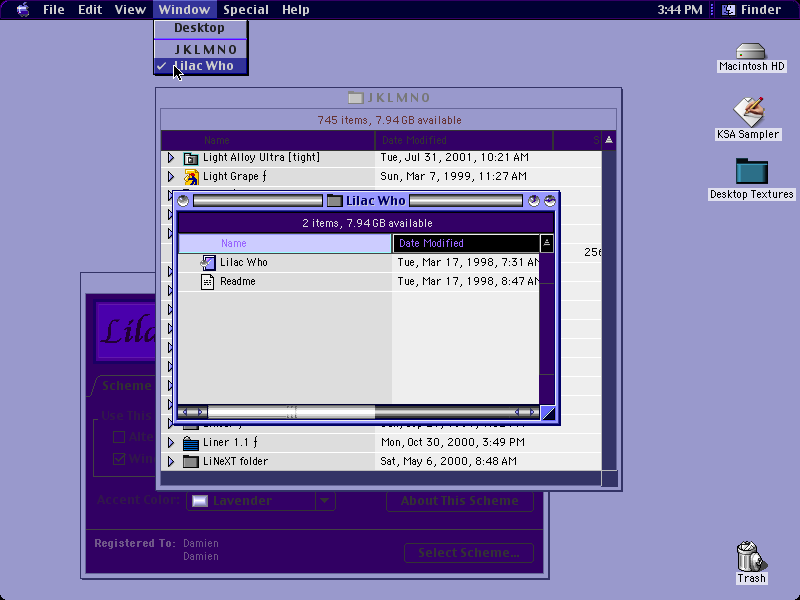 File Edit View Window Special Help 3:44 PM Finder
Desktop
JKLMNO
✓ Lilac Who
Macintosh HD
KSA Sampler
Desktop Textures
Trash
JKLMNO
745 items, 7.94 GB available
Name Date Modified S
Light Alloy Ultra [tight] Tue, Jul 31, 2001, 10:21 AM
Light Grape ƒ Sun, Mar 7, 1999, 11:27 AM
256
Lilac Who
2 items, 7.94 GB available
Name Date Modified
Lilac Who Tue, Mar 17, 1998, 7:31 AM
Readme Tue, Mar 17, 1998, 8:47 AM
Liner 1.1 ƒ Mon, Oct 30, 2000, 3:49 PM
LiNeXT folder Sat, May 6, 2000, 8:48 AM
Lila
Scheme
Use This
Afte
Win
Accent Color: Lavender About This Scheme
Registered To: Damien
Damien
Select Scheme...